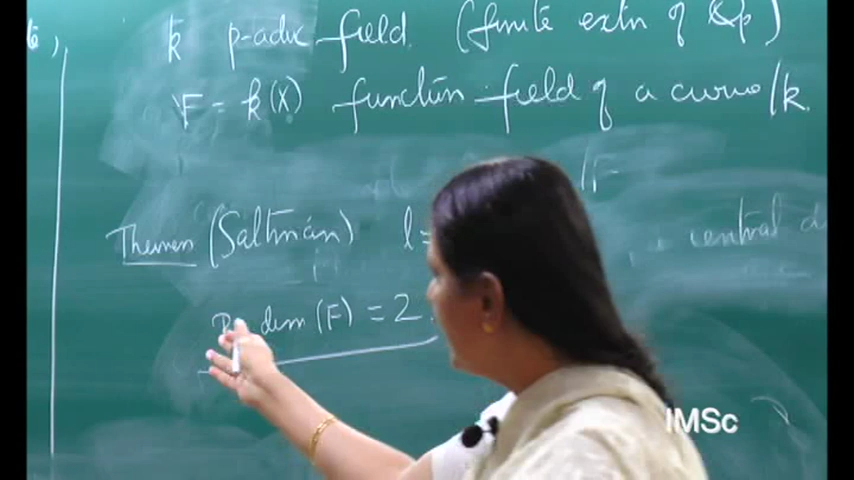 k p-adic field. (finite extn of Qp)
F = k(X) function field of a curve /k.
/F
Theorem (Saltman) l = central
dim (F) = 2.
IMSc